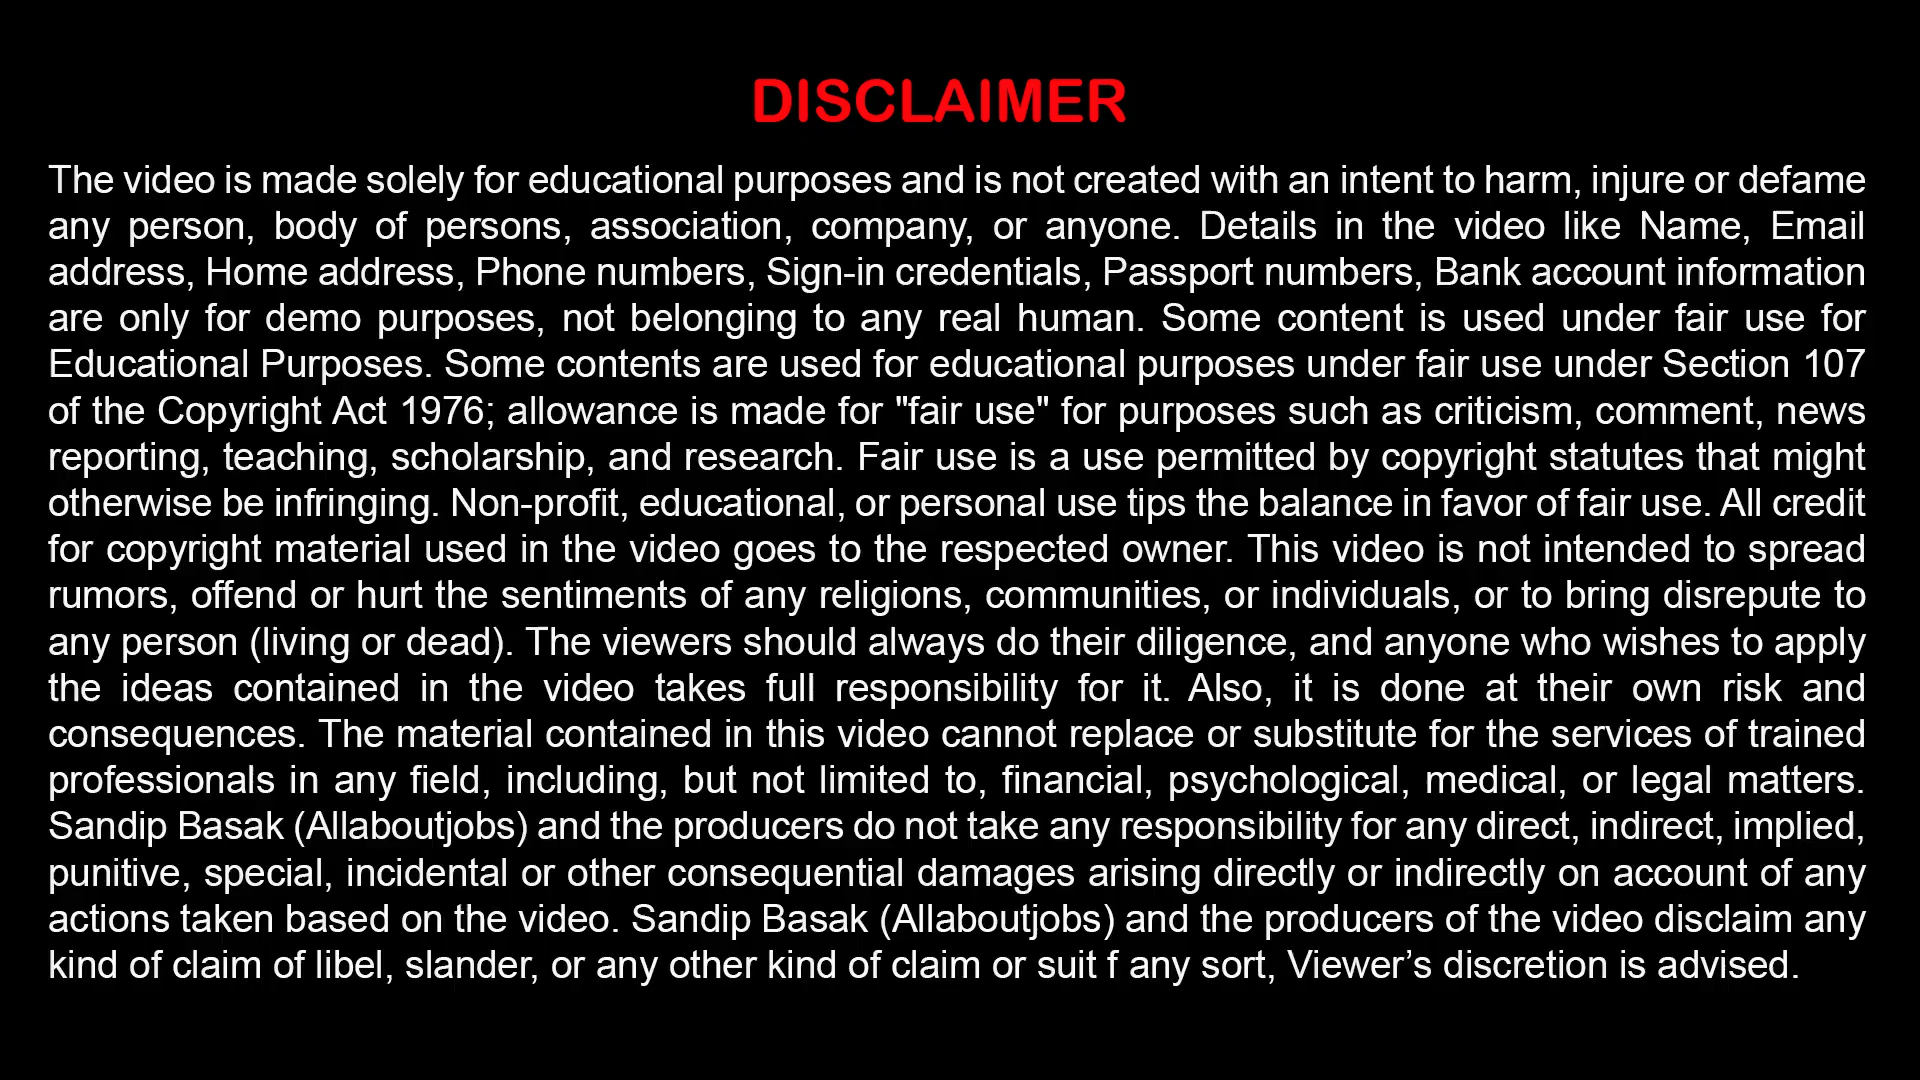 DISCLAIMER
The video is made solely for educational purposes and is not created with an intent to harm, injure or defame
any person, body of persons, association, company, or anyone. Details in the video like Name, Email
address, Home address, Phone numbers, Sign-in credentials, Passport numbers, Bank account information
are only for demo purposes, not belonging to any real human. Some content is used under fair use for
Educational Purposes. Some contents are used for educational purposes under fair use under Section 107
of the Copyright Act 1976; allowance is made for "fair use" for purposes such as criticism, comment, news
reporting, teaching, scholarship, and research. Fair use is a use permitted by copyright statutes that might
otherwise be infringing. Non-profit, educational, or personal use tips the balance in favor of fair use. All credit
for copyright material used in the video goes to the respected owner. This video is not intended to spread
rumors, offend or hurt the sentiments of any religions, communities, or individuals, or to bring disrepute to
any person (living or dead). The viewers should always do their diligence, and anyone who wishes to apply
the ideas contained in the video takes full responsibility for it. Also, it is done at their own risk and
consequences. The material contained in this video cannot replace or substitute for the services of trained
professionals in any field, including, but not limited to, financial, psychological, medical, or legal matters.
Sandip Basak (Allaboutjobs) and the producers do not take any responsibility for any direct, indirect, implied,
punitive, special, incidental or other consequential damages arising directly or indirectly on account of any
actions taken based on the video. Sandip Basak (Allaboutjobs) and the producers of the video disclaim any
kind of claim of libel, slander, or any other kind of claim or suit f any sort, Viewer’s discretion is advised.